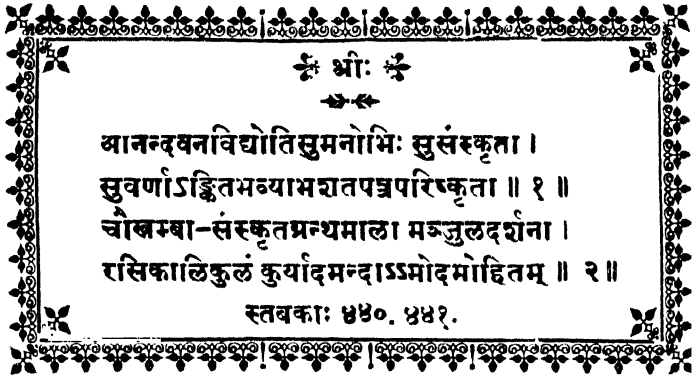 श्रीः
आनन्दवनविद्योतिसुमनोभिः सुसंस्कृता ।
सुवर्णाऽङ्कितभव्याभशतपत्रपरिष्कृता ॥ १ ॥
चौखम्बा-संस्कृतग्रन्थमाला मञ्जुलदर्शना ।
रसिकालिकुलं कुर्यादमन्दाऽऽमोदमोहितम् ॥ २॥
स्तबकाः ४४०. ४४१.